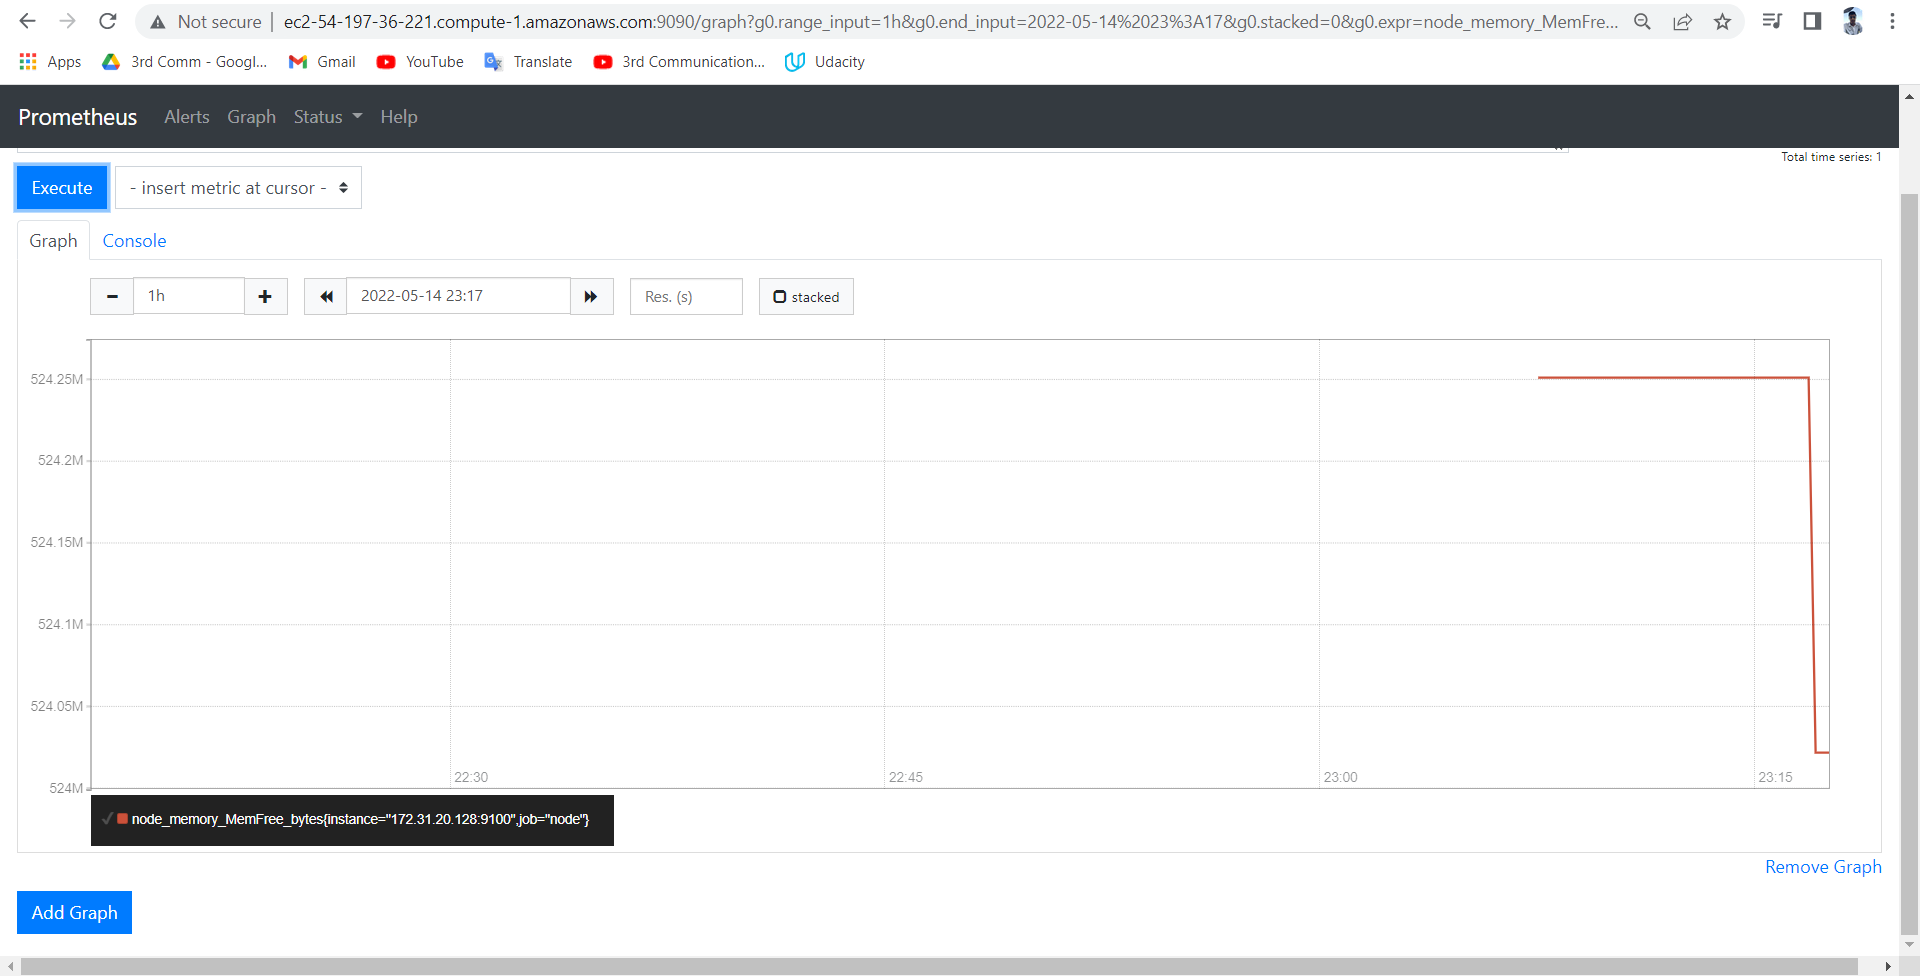 Not secure | ec2-54-197-36-221.compute-1.amazonaws.com:9090/graph?g0.range_input=1h&g0.end_input=2022-05-14%2023%3A17&g0.stacked=0&g0.expr=node_memory_MemFre...
Apps 3rd Comm - Googl... Gmail YouTube Translate 3rd Communication... Udacity
Prometheus Alerts Graph Status Help
Total time series: 1
Execute - insert metric at cursor -
Graph Console
1h 2022-05-14 23:17 Res. (s) stacked
524.25M
524.2M
524.15M
524.1M
524.05M
22:30 22:45 23:00 23:15
524M
node_memory_MemFree_bytes{instance="172.31.20.128:9100",job="node"}
Remove Graph
Add Graph